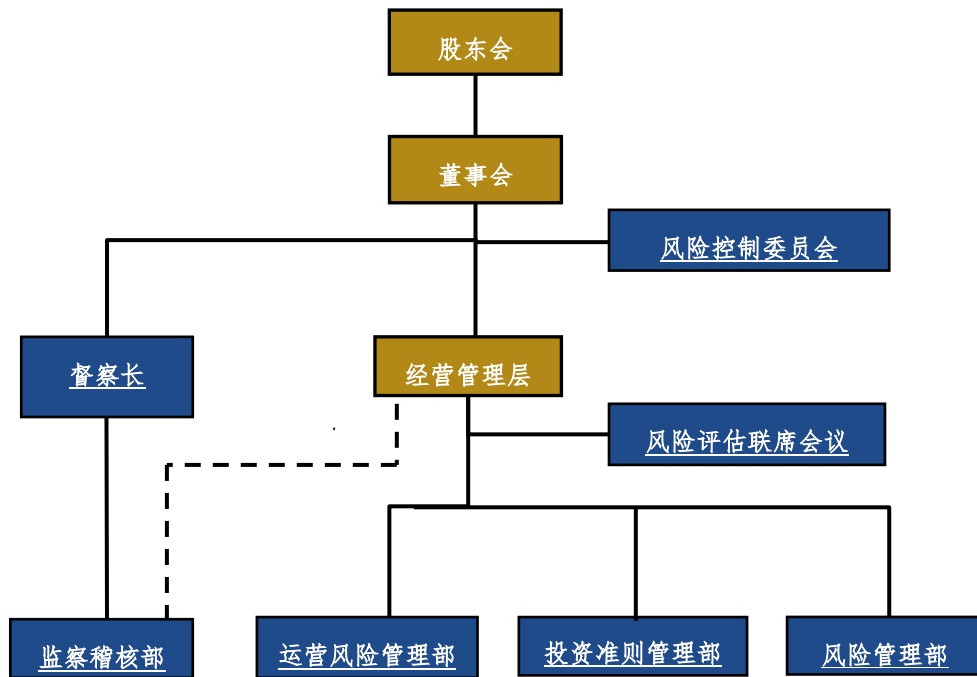 股东会
董事会
风险控制委员会
督察长
经营管理层
风险评估联席会议
监察稽核部
运营风险管理部
投资准则管理部
风险管理部